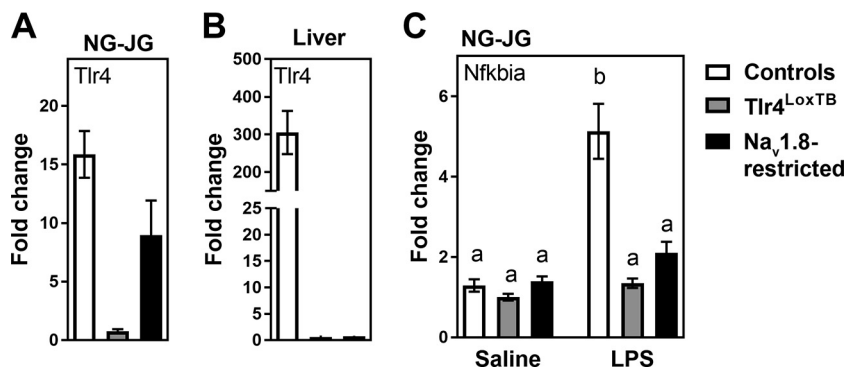 A
NG-JG
Tlr4
Fold change
20
15
10
5
0
B
Liver
Tlr4
Fold change
500
400
300
200
25
20
15
10
5
0
C
NG-JG
Nfkbia
Fold change
6
4
2
0
a
a
a
b
a
a
Saline
LPS
Controls
Tlr4LoxTB
Nav1.8-
restricted